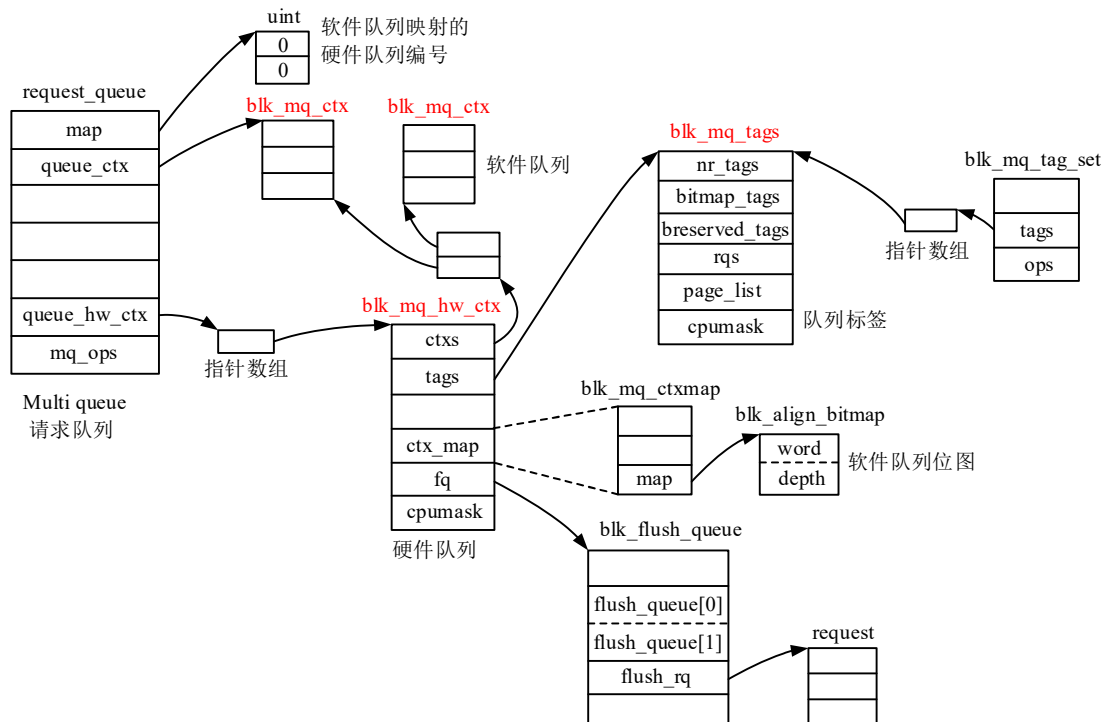 uint
0
0
软件队列映射的
硬件队列编号
request_queue
map
queue_ctx
queue_hw_ctx
mq_ops
Multi queue
请求队列
blk_mq_ctx
blk_mq_ctx
软件队列
指针数组
blk_mq_hw_ctx
ctxs
tags
ctx_map
fq
cpumask
硬件队列
blk_mq_tags
nr_tags
bitmap_tags
breserved_tags
rqs
page_list
cpumask
队列标签
blk_mq_tag_set
tags
ops
指针数组
blk_mq_ctxmap
map
blk_align_bitmap
word
depth
软件队列位图
blk_flush_queue
flush_queue[0]
flush_queue[1]
flush_rq
request